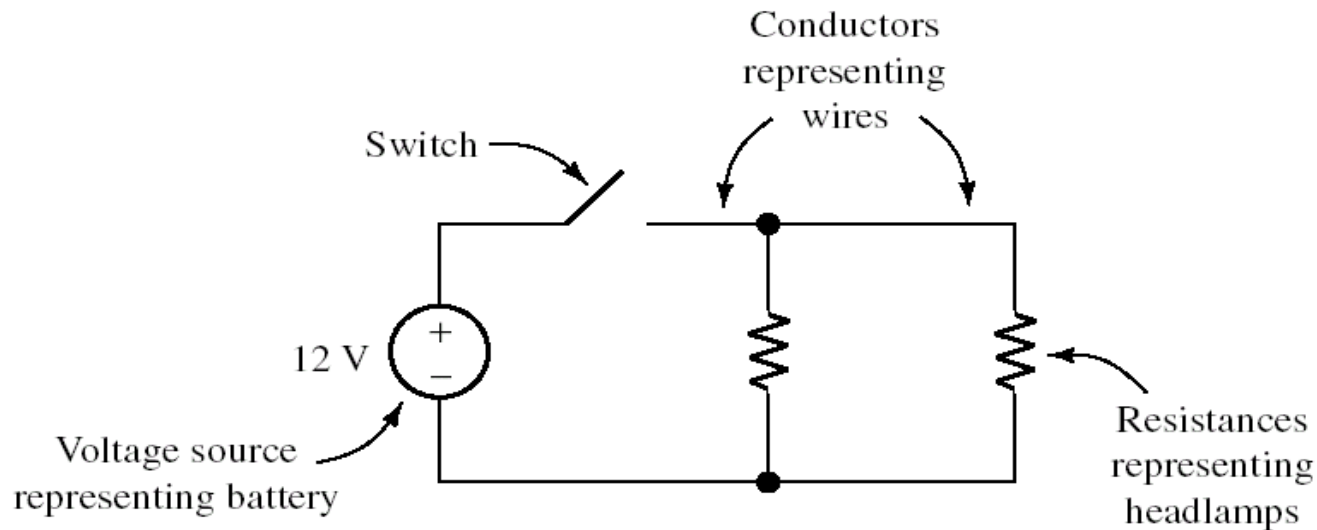 Conductors
representing
wires
Switch
+
12 V
−
Voltage source
representing battery
Resistances
representing
headlamps